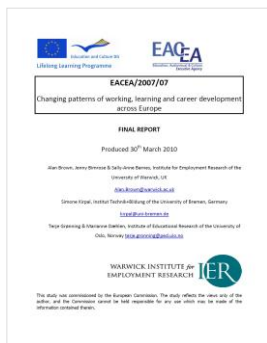 Education and Culture DG
Lifelong Learning Programme
EACEA
Education, Audiovisual & Culture
Executive Agency
EACEA/2007/07
Changing patterns of working, learning and career development
across Europe
FINAL REPORT
Produced 30th March 2010
Alan Brown, Jenny Bimrose & Sally-Anne Barnes, Institute for Employment Research of the
University of Warwick, UK
Alan.Brown@warwick.ac.uk
Simone Kirpal, Institut Technik+Bildung of the University of Bremen, Germany
kirpal@uni-bremen.de
Terje Grønning & Marianne Dæhlen, Institute of Educational Research of the University of
Oslo, Norway terje.gronning@ped.uio.no
WARWICK INSTITUTE for
EMPLOYMENT RESEARCH
IER
This study was commissioned by the European Commission. The study reflects the views only of the
author, and the Commission cannot be held responsible for any use which may be made of the
information contained therein.